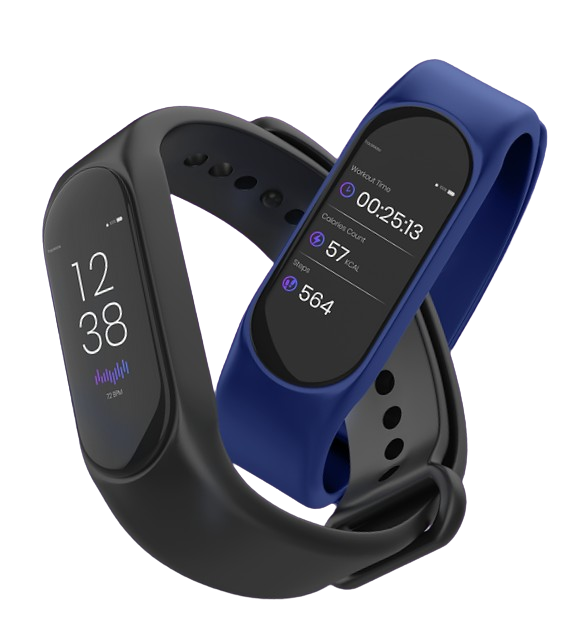 12
38
72 BPM
Workout Time
00:25:13
Calories Count
57 KCAL
Steps
564